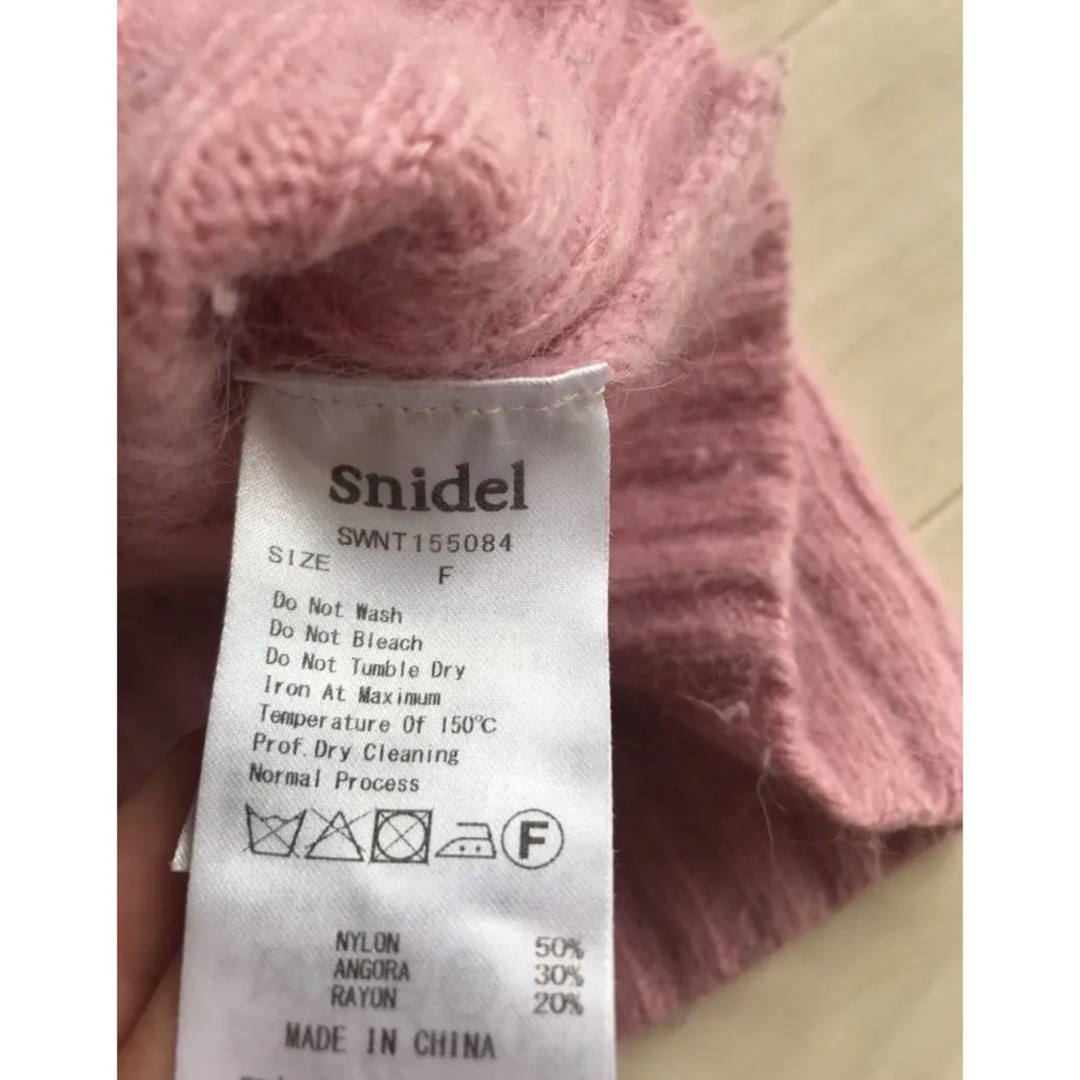 Snidel
SWNT155084
SIZE F
Do Not Wash
Do Not Bleach
Do Not Tumble Dry
Iron At Maximum
Temperature Of 150℃
Prof.Dry Cleaning
Normal Process
F
NYLON 50%
ANGORA 30%
RAYON 20%
MADE IN CHINA